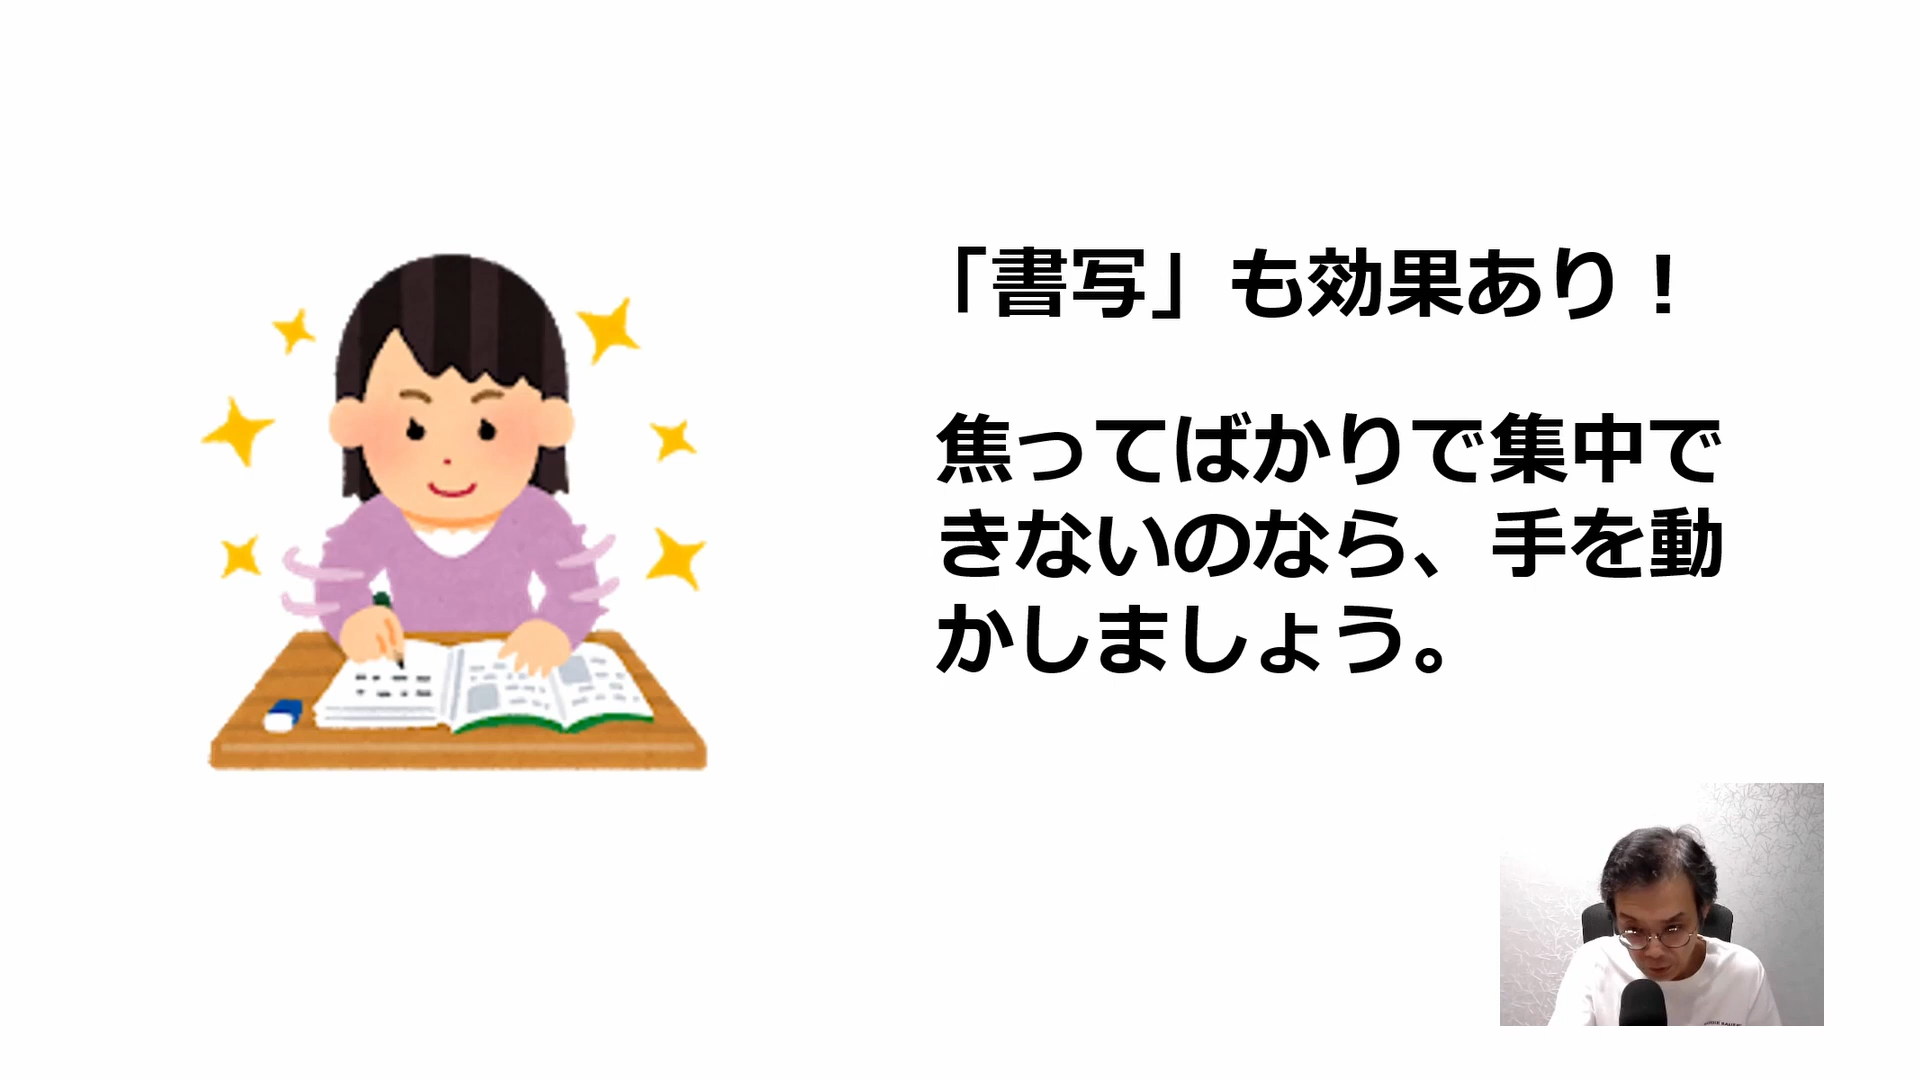 「書写」も効果あり！
焦ってばかりで集中で
きないのなら、手を動
かしましょう。